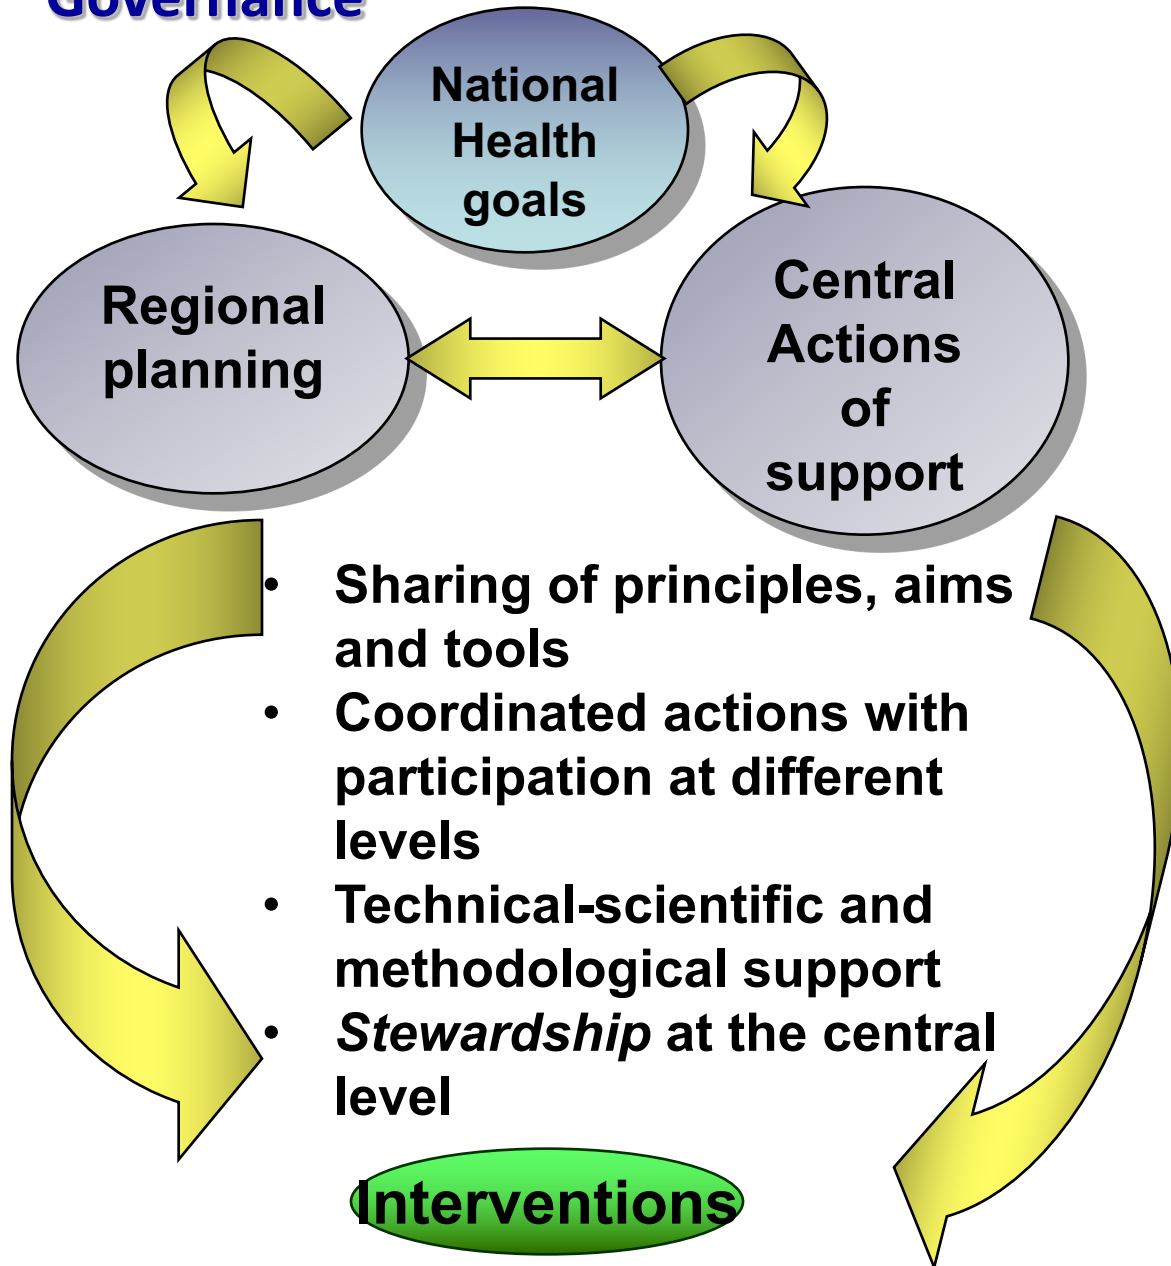 Governance
National
Health
goals
Regional
planning
Central
Actions
of
support
• Sharing of principles, aims
and tools
• Coordinated actions with
participation at different
levels
• Technical-scientific and
methodological support
• Stewardship at the central
level
Interventions